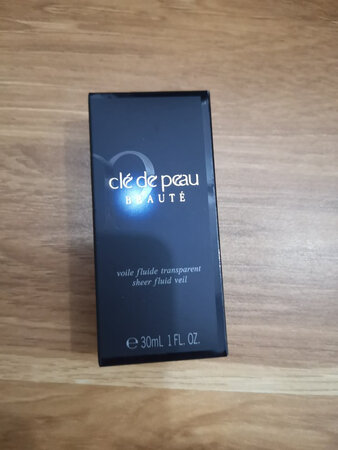 clé de peau
BEAUTÉ
voile fluide transparent
sheer fluid veil
℮ 30mL 1 FL. OZ.